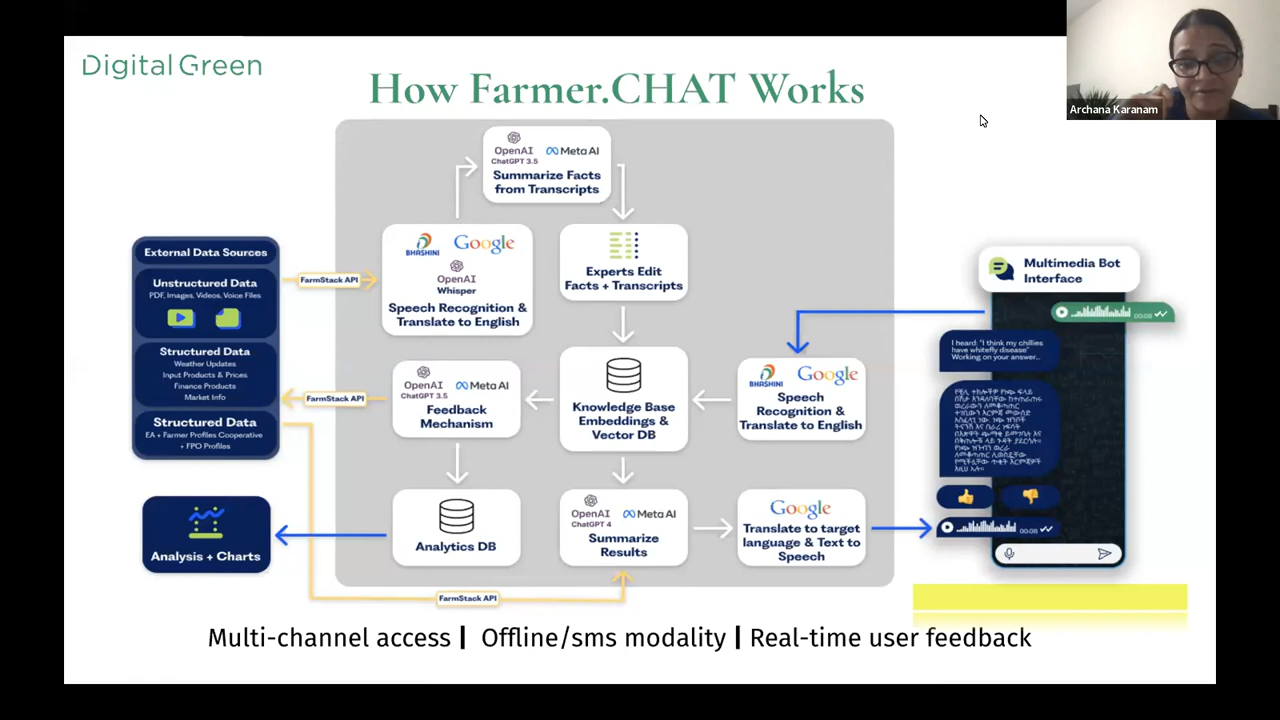 DigitalGreen
How Farmer.CHAT Works
Archana Karanam
OpenAI
ChatGPT 3.5
Meta AI
Summarize Facts
from Transcripts
BHASHINI
Google
OpenAI
Whisper
Speech Recognition &
Translate to English
Experts Edit
Facts + Transcripts
External Data Sources
Unstructured Data
PDF, Images, Videos, Voice Files
Structured Data
Weather Updates
Input Products & Prices
Finance Products
Market Info
Structured Data
EA + Farmer Profiles Cooperative
+ FPO Profiles
FarmStack API
FarmStack API
OpenAI
ChatGPT 3.5
Meta AI
Feedback
Mechanism
Knowledge Base
Embeddings &
Vector DB
BHASHINI
Google
Speech
Recognition &
Translate to English
Multimedia Bot
Interface
00:08
I heard: "I think my chillies
have whitefly disease"
Working on your answer...
00:08
Analysis + Charts
Analytics DB
OpenAI
ChatGPT 4
Meta AI
Summarize
Results
Google
Translate to target
language & Text to
Speech
FarmStack API
Multi-channel access | Offline/sms modality | Real-time user feedback